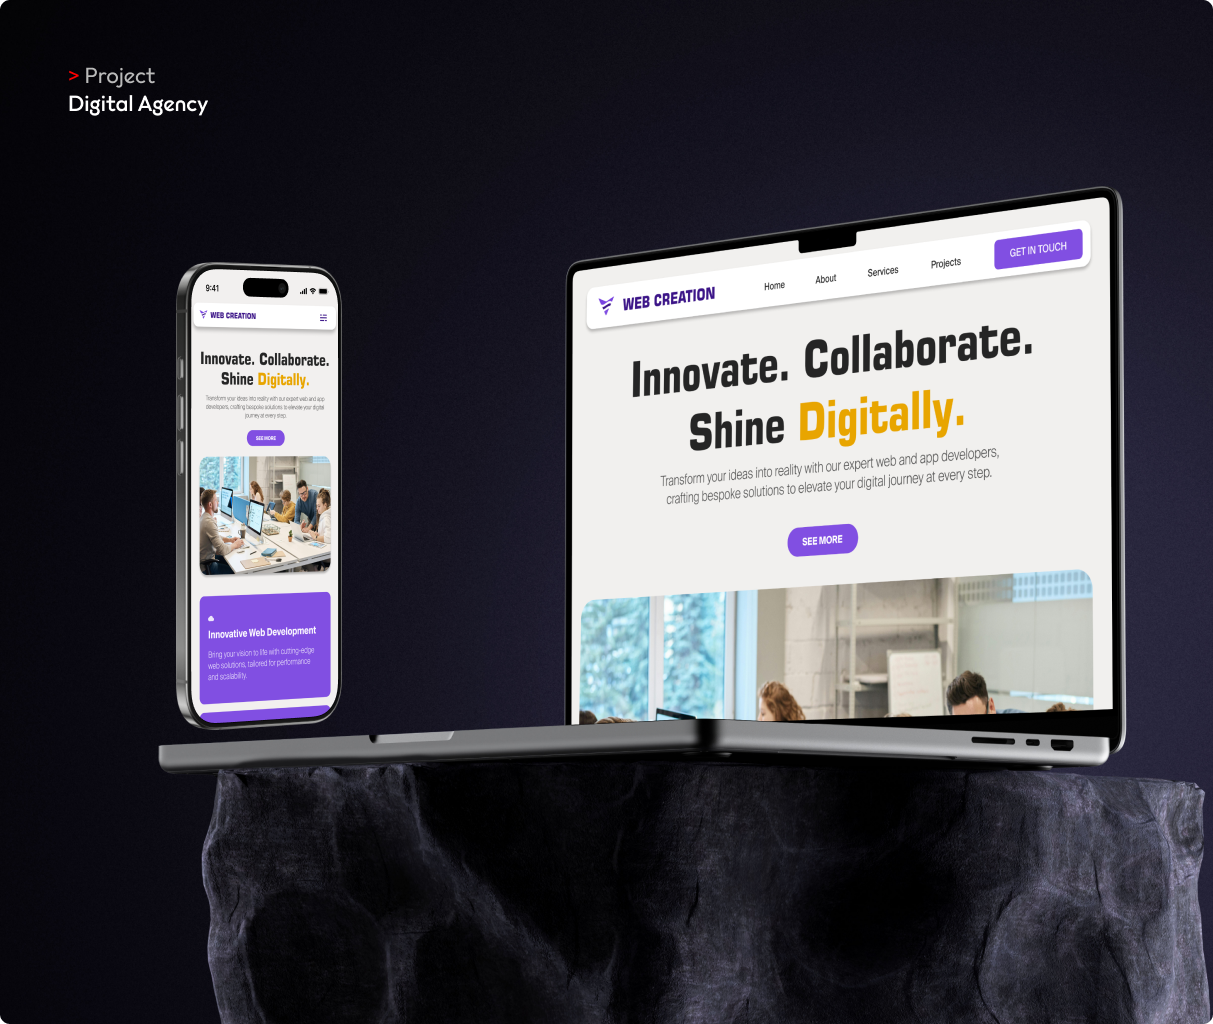 > Project
Digital Agency
9:41
WEB CREATION
Innovate. Collaborate.
Shine Digitally.
Transform your ideas into reality with our expert web and app
developers, crafting bespoke solutions to elevate your digital
journey at every step.
SEE MORE
Innovative Web Development
Bring your vision to life with cutting-edge
web solutions, tailored for performance
and scalability.
WEB CREATION
Home
About
Services
Projects
GET IN TOUCH
Innovate. Collaborate.
Shine Digitally.
Transform your ideas into reality with our expert web and app developers,
crafting bespoke solutions to elevate your digital journey at every step.
SEE MORE